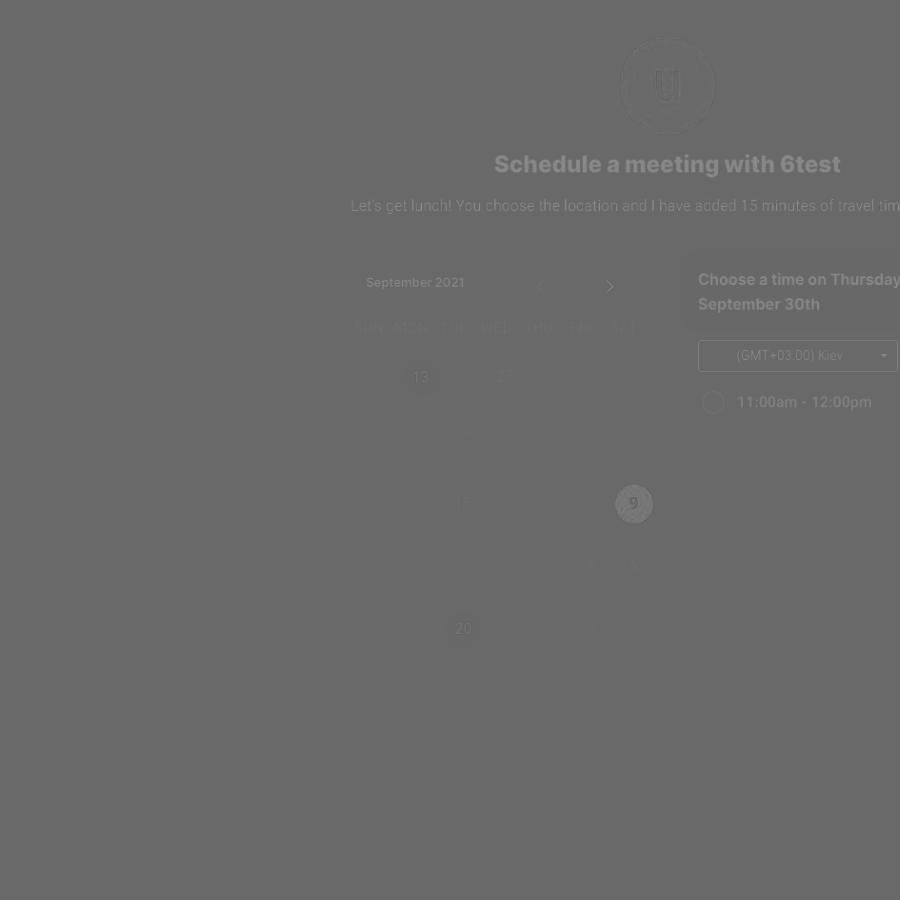 U
Schedule a meeting with 6test
Let's get lunch! You choose the location and I have added 15 minutes of travel tim
September 2021
Choose a time on Thursday
September 30th
SUN MON TUE WED THU FRI SAT
(GMT+03:00) Kiev
13
11:00am - 12:00pm
9
20